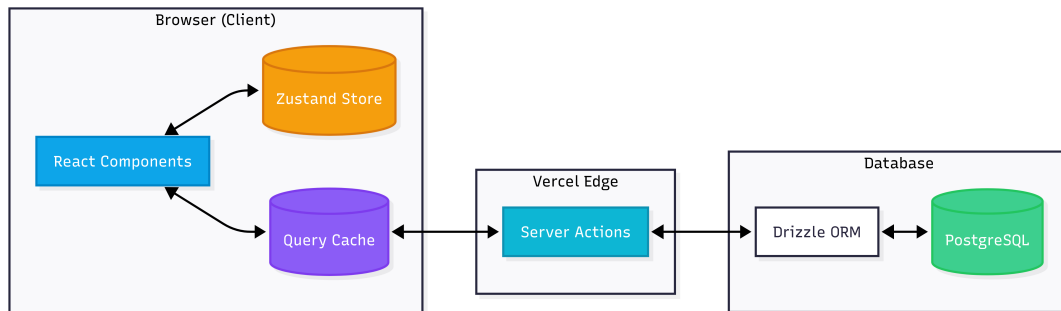 Browser (Client)
Zustand Store
React Components
Query Cache
Vercel Edge
Server Actions
Database
Drizzle ORM
PostgreSQL